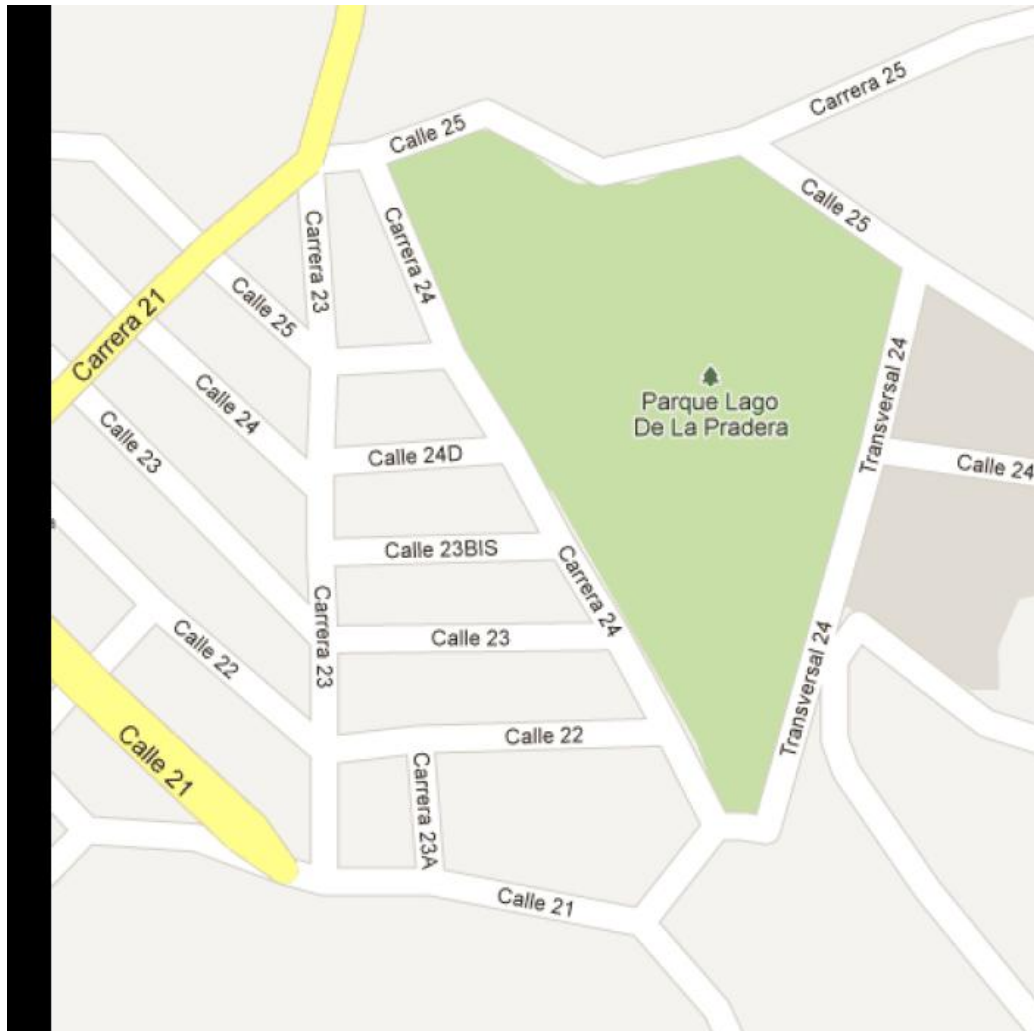 Carrera 25
Calle 25
Calle 25
Carrera 23
Carrera 24
Calle 25
Carrera 21
Transversal 24
Parque Lago
De La Pradera
Calle 24
Calle 23
Calle 24D
Calle 24
Calle 23BIS
Carrera 24
Carrera 23
Calle 23
Calle 22
Transversal 24
Calle 22
Calle 21
Carrera 23A
Calle 21